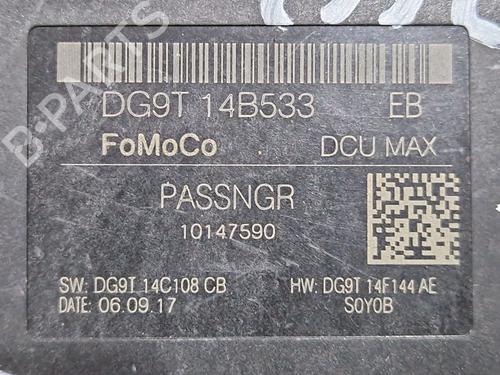 DG9T 14B533 EB
FoMoCo DCU MAX
PASSNGR
10147590
SW: DG9T 14C108 CB HW: DG9T 14F144 AE
DATE: 06.09.17 S0Y0B